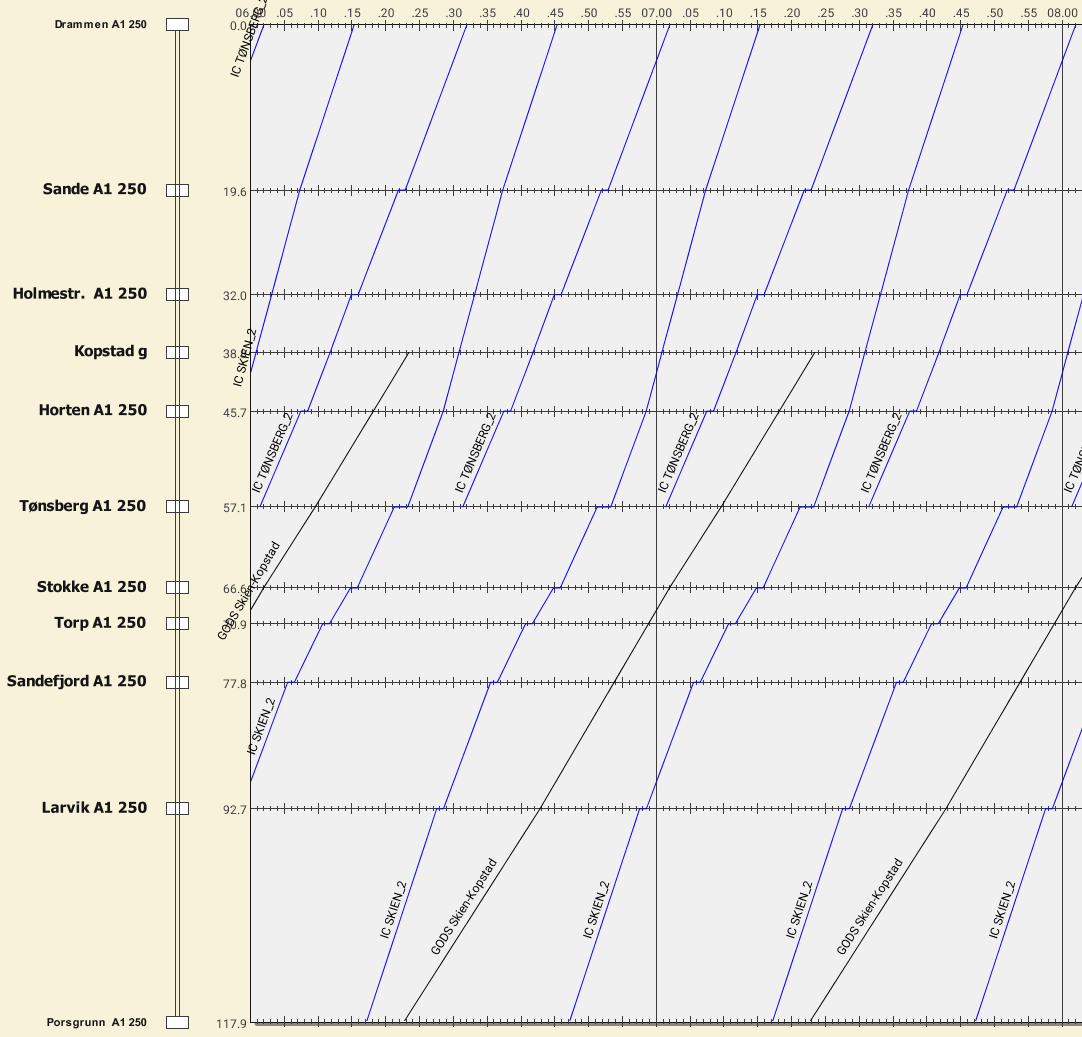 06.00 .05 .10 .15 .20 .25 .30 .35 .40 .45 .50 .55 07.00 .05 .10 .15 .20 .25 .30 .35 .40 .45 .50 .55 08.00
Drammen A1 250 0.0
IC TØNSBERG_2
Sande A1 250 19.6
Holmestr. A1 250 32.0
Kopstad g
IC SKIEN_2
Horten A1 250 45.7
IC TØNSBERG_2 IC TØNSBERG_2 IC TØNSBERG_2 IC TØNSBERG_2
Tønsberg A1 250 57.1
Stokke A1 250
GODS Skien-Kopstad
Torp A1 250
Sandefjord A1 250 77.8
IC SKIEN_2
Larvik A1 250 92.7
IC SKIEN_2 GODS Skien-Kopstad IC SKIEN_2 IC SKIEN_2 GODS Skien-Kopstad IC SKIEN_2
Porsgrunn A1 250 117.9